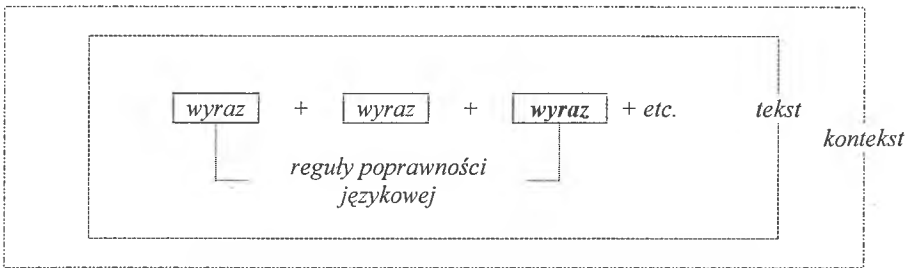 wyraz + wyraz + wyraz + etc. tekst
kontekst
reguły poprawności
językowej